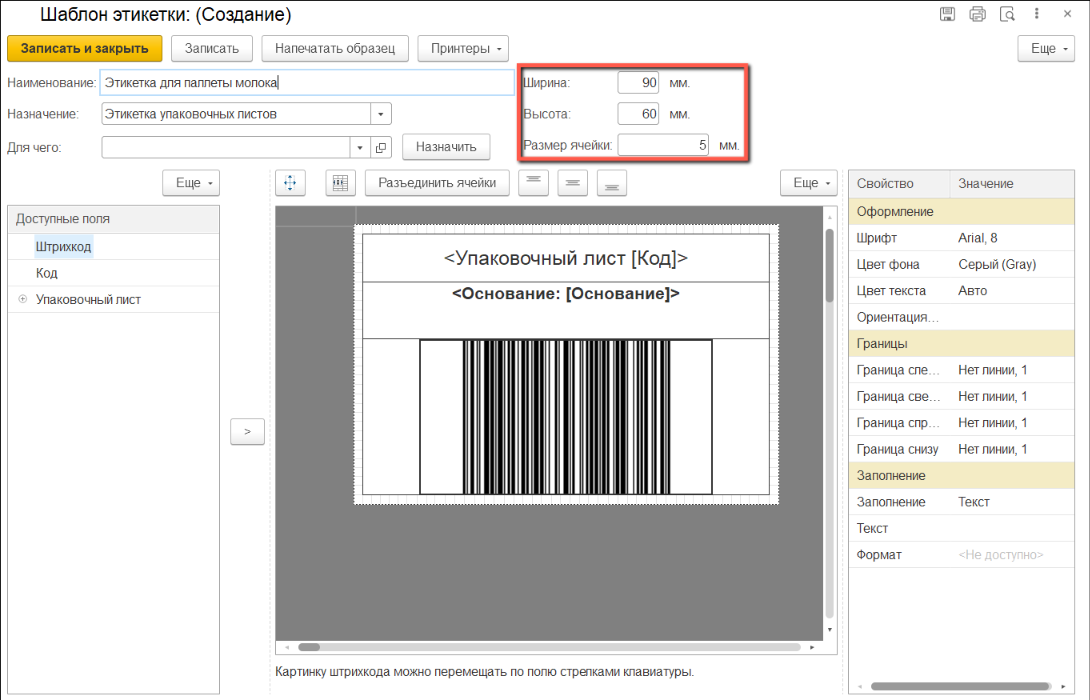 Шаблон этикетки: (Создание)
Записать и закрыть Записать Напечатать образец Принтеры Еще
Наименование: Этикетка для паллеты молока
Назначение: Этикетка упаковочных листов
Для чего: Назначить
Ширина: 90 мм.
Высота: 60 мм.
Размер ячейки: 5 мм.
Еще
Доступные поля
Штрихкод
Код
Упаковочный лист
>
Разъединить ячейки Еще
<Упаковочный лист [Код]>
<Основание: [Основание]>
Картинку штрихкода можно перемещать по полю стрелками клавиатуры.
Свойство Значение
Оформление
Шрифт Arial, 8
Цвет фона Серый (Gray)
Цвет текста Авто
Ориентация...
Границы
Граница спе... Нет линии, 1
Граница све... Нет линии, 1
Граница спр... Нет линии, 1
Граница снизу Нет линии, 1
Заполнение
Заполнение Текст
Текст
Формат <Не доступно>